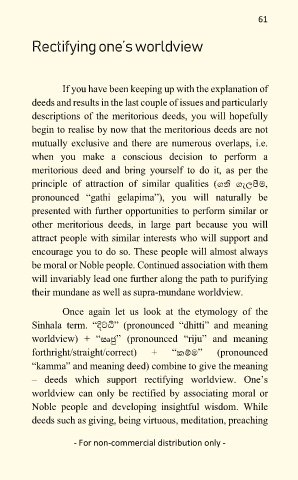 61
Rectifying one's worldview
If you have been keeping up with the explanation of
deeds and results in the last couple of issues and particularly
descriptions of the meritorious deeds, you will hopefully
begin to realise by now that the meritorious deeds are not
mutually exclusive and there are numerous overlaps, i.e.
when you make a conscious decision to perform a
meritorious deed and bring yourself to do it, as per the
principle of attraction of similar qualities (ගති ගැලපීම,
pronounced “gathi gelapima”), you will naturally be
presented with further opportunities to perform similar or
other meritorious deeds, in large part because you will
attract people with similar interests who will support and
encourage you to do so. These people will almost always
be moral or Noble people. Continued association with them
will invariably lead one further along the path to purifying
their mundane as well as supra-mundane worldview.
Once again let us look at the etymology of the
Sinhala term. “දිට්ඨි” (pronounced “dhitti” and meaning
worldview) + “සෘජු” (pronounced “riju” and meaning
forthright/straight/correct) + “කම්ම” (pronounced
“kamma” and meaning deed) combine to give the meaning
– deeds which support rectifying worldview. One’s
worldview can only be rectified by associating moral or
Noble people and developing insightful wisdom. While
deeds such as giving, being virtuous, meditation, preaching
- For non-commercial distribution only -